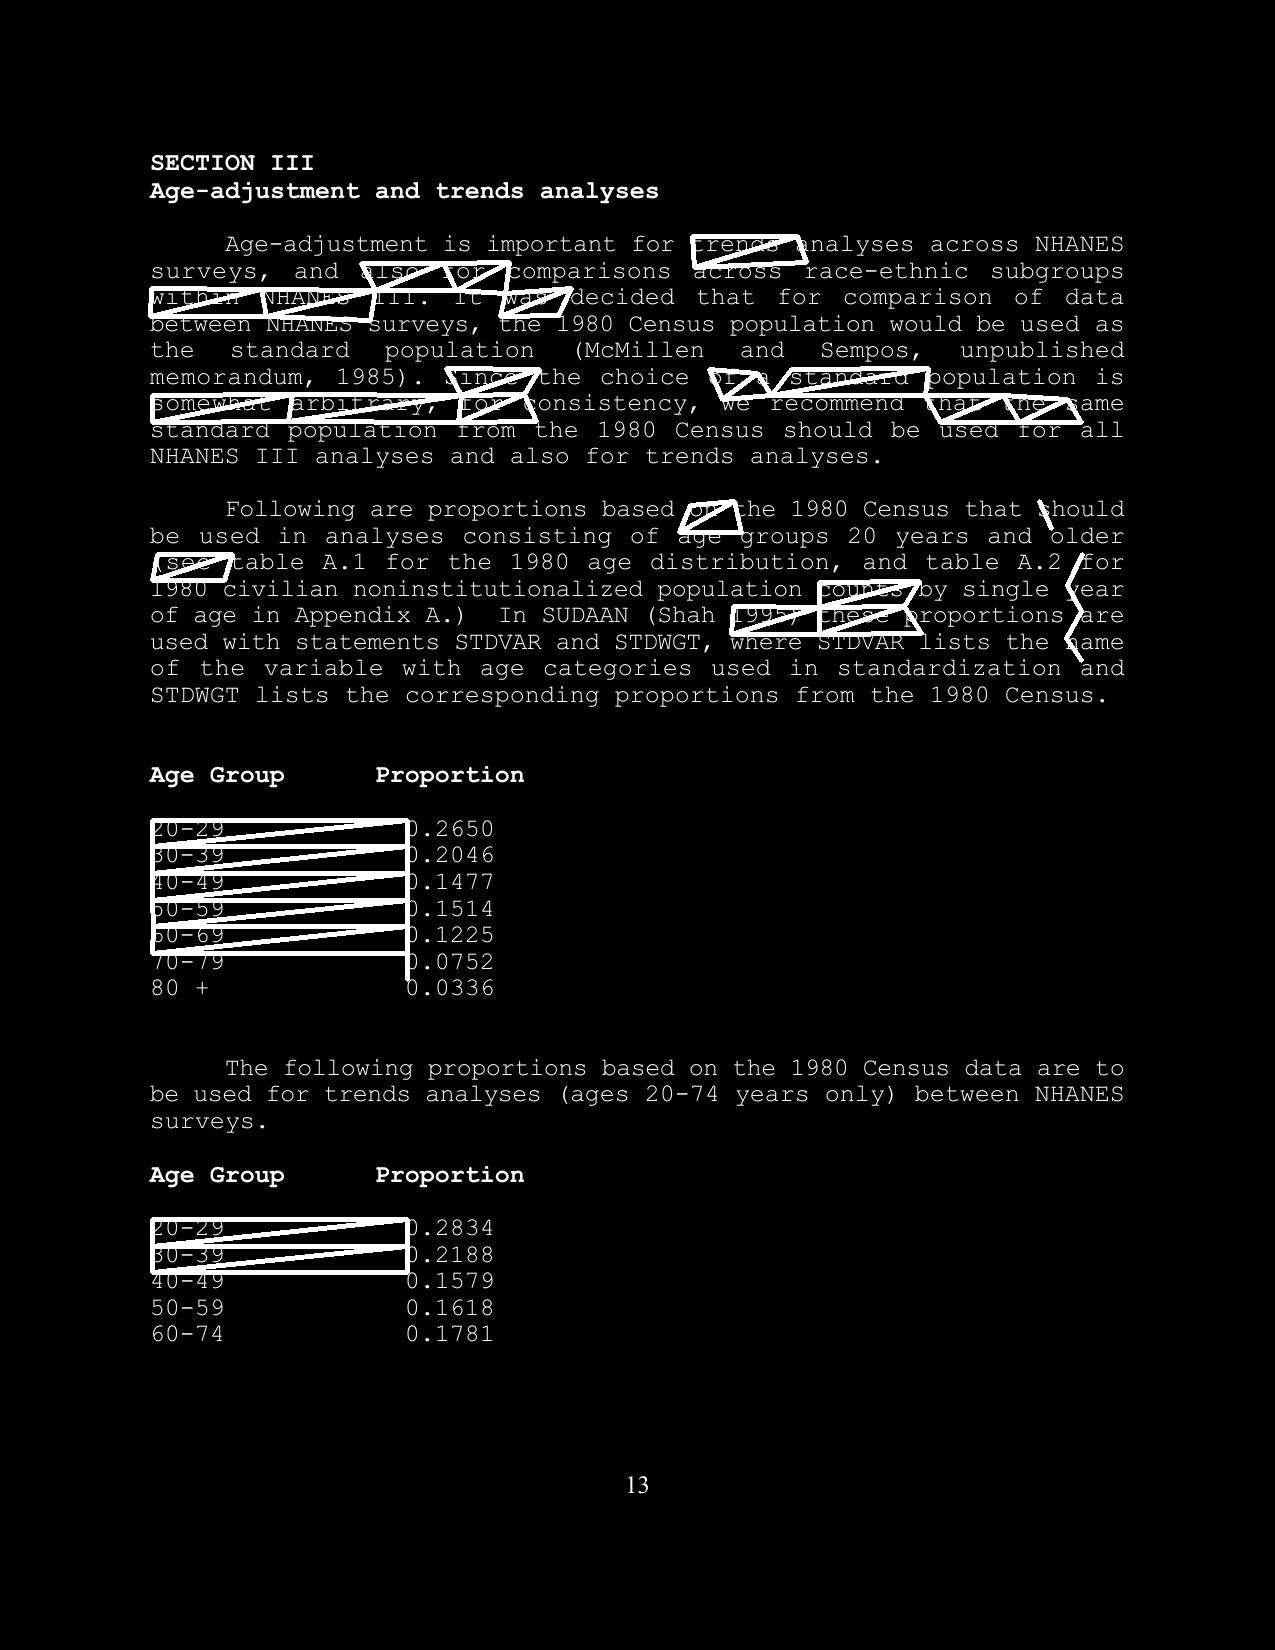 SECTION III
Age-adjustment and trends analyses
Age-adjustment is important for trends analyses across NHANES
surveys, and also for comparisons across race-ethnic subgroups
within NHANES III. It was decided that for comparison of data
between NHANES surveys, the 1980 Census population would be used as
the standard population (McMillen and Sempos, unpublished
memorandum, 1985). Since the choice of a standard population is
somewhat arbitrary, for consistency, we recommend that the same
standard population from the 1980 Census should be used for all
NHANES III analyses and also for trends analyses.
Following are proportions based on the 1980 Census that should
be used in analyses consisting of age groups 20 years and older
(see table A.1 for the 1980 age distribution, and table A.2 for
1980 civilian noninstitutionalized population counts by single year
of age in Appendix A.) In SUDAAN (Shah 1995) these proportions are
used with statements STDVAR and STDWGT, where STDVAR lists the name
of the variable with age categories used in standardization and
STDWGT lists the corresponding proportions from the 1980 Census.
Age Group Proportion
20-29 0.2650
30-39 0.2046
40-49 0.1477
50-59 0.1514
60-69 0.1225
70-79 0.0752
80 + 0.0336
The following proportions based on the 1980 Census data are to
be used for trends analyses (ages 20-74 years only) between NHANES
surveys.
Age Group Proportion
20-29 0.2834
30-39 0.2188
40-49 0.1579
50-59 0.1618
60-74 0.1781
13